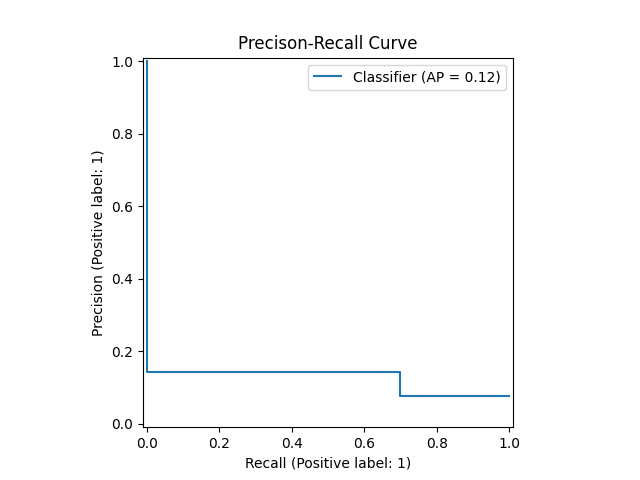 Precison-Recall Curve
Classifier (AP = 0.12)
1.0
0.8
0.6
0.4
0.2
0.0
Precision (Positive label: 1)
0.0 0.2 0.4 0.6 0.8 1.0
Recall (Positive label: 1)